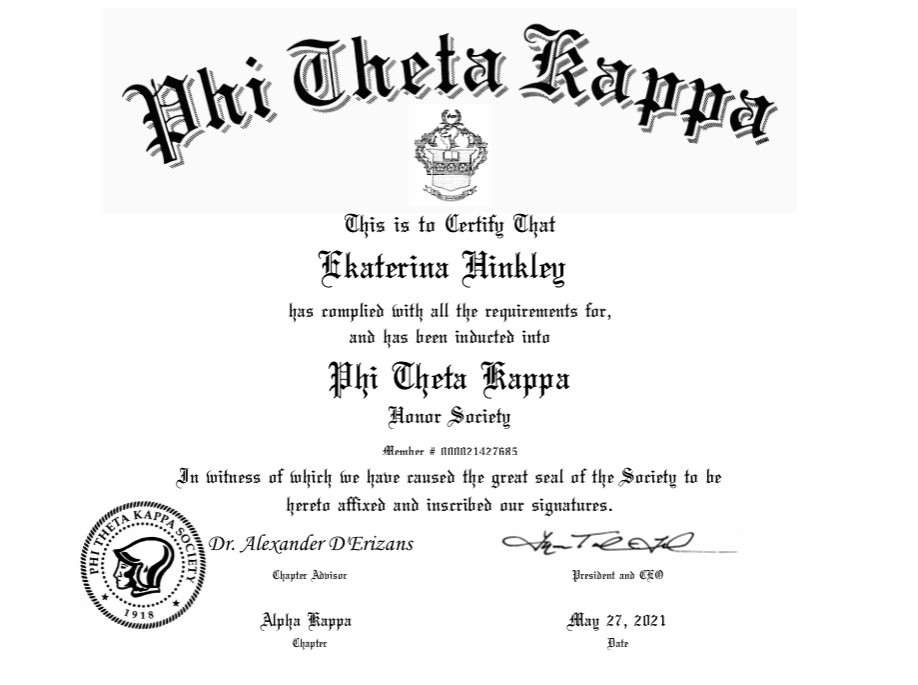 Phi Theta Kappa
This is to Certify That
Ekaterina Hinkley
has complied with all the requirements for,
and has been inducted into
Phi Theta Kappa
Honor Society
Member # 000021427685
In witness of which we have caused the great seal of the Society to be
hereto affixed and inscribed our signatures.
PHI THETA KAPPA SOCIETY
1918
Dr. Alexander D'Erizans
Chapter Advisor
President and CEO
Alpha Kappa
Chapter
May 27, 2021
Date